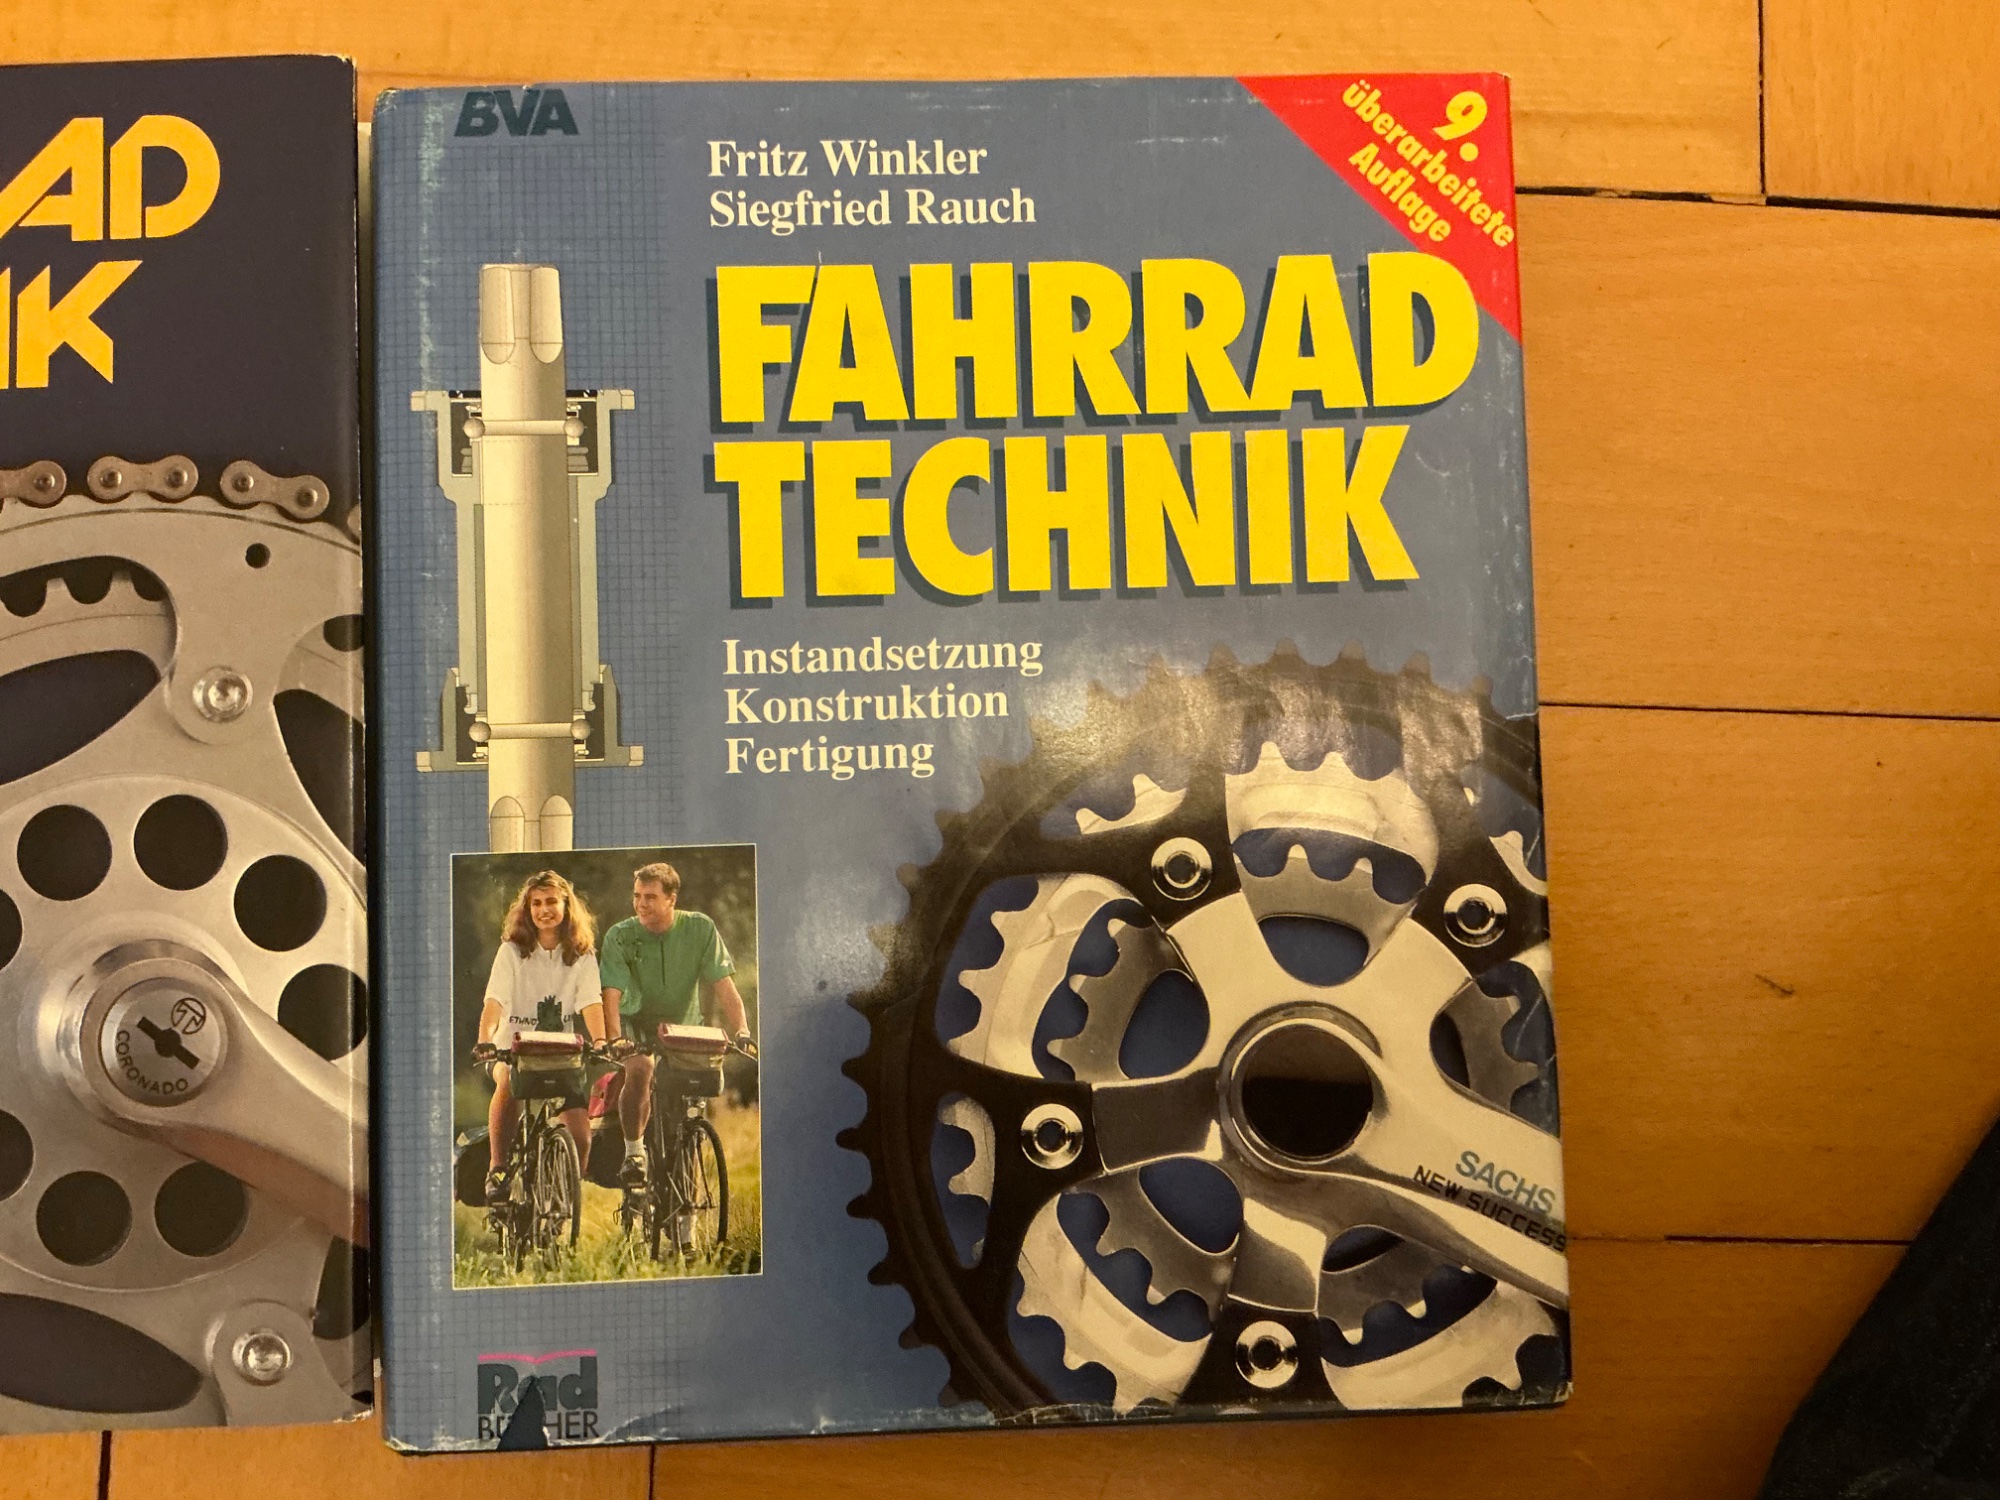 AD
IK
CORONADO
BVA
Fritz Winkler
Siegfried Rauch
9.
überarbeitete
Auflage
FAHRRAD
TECHNIK
Instandsetzung
Konstruktion
Fertigung
SACHS
NEW SUCCESS
Rad